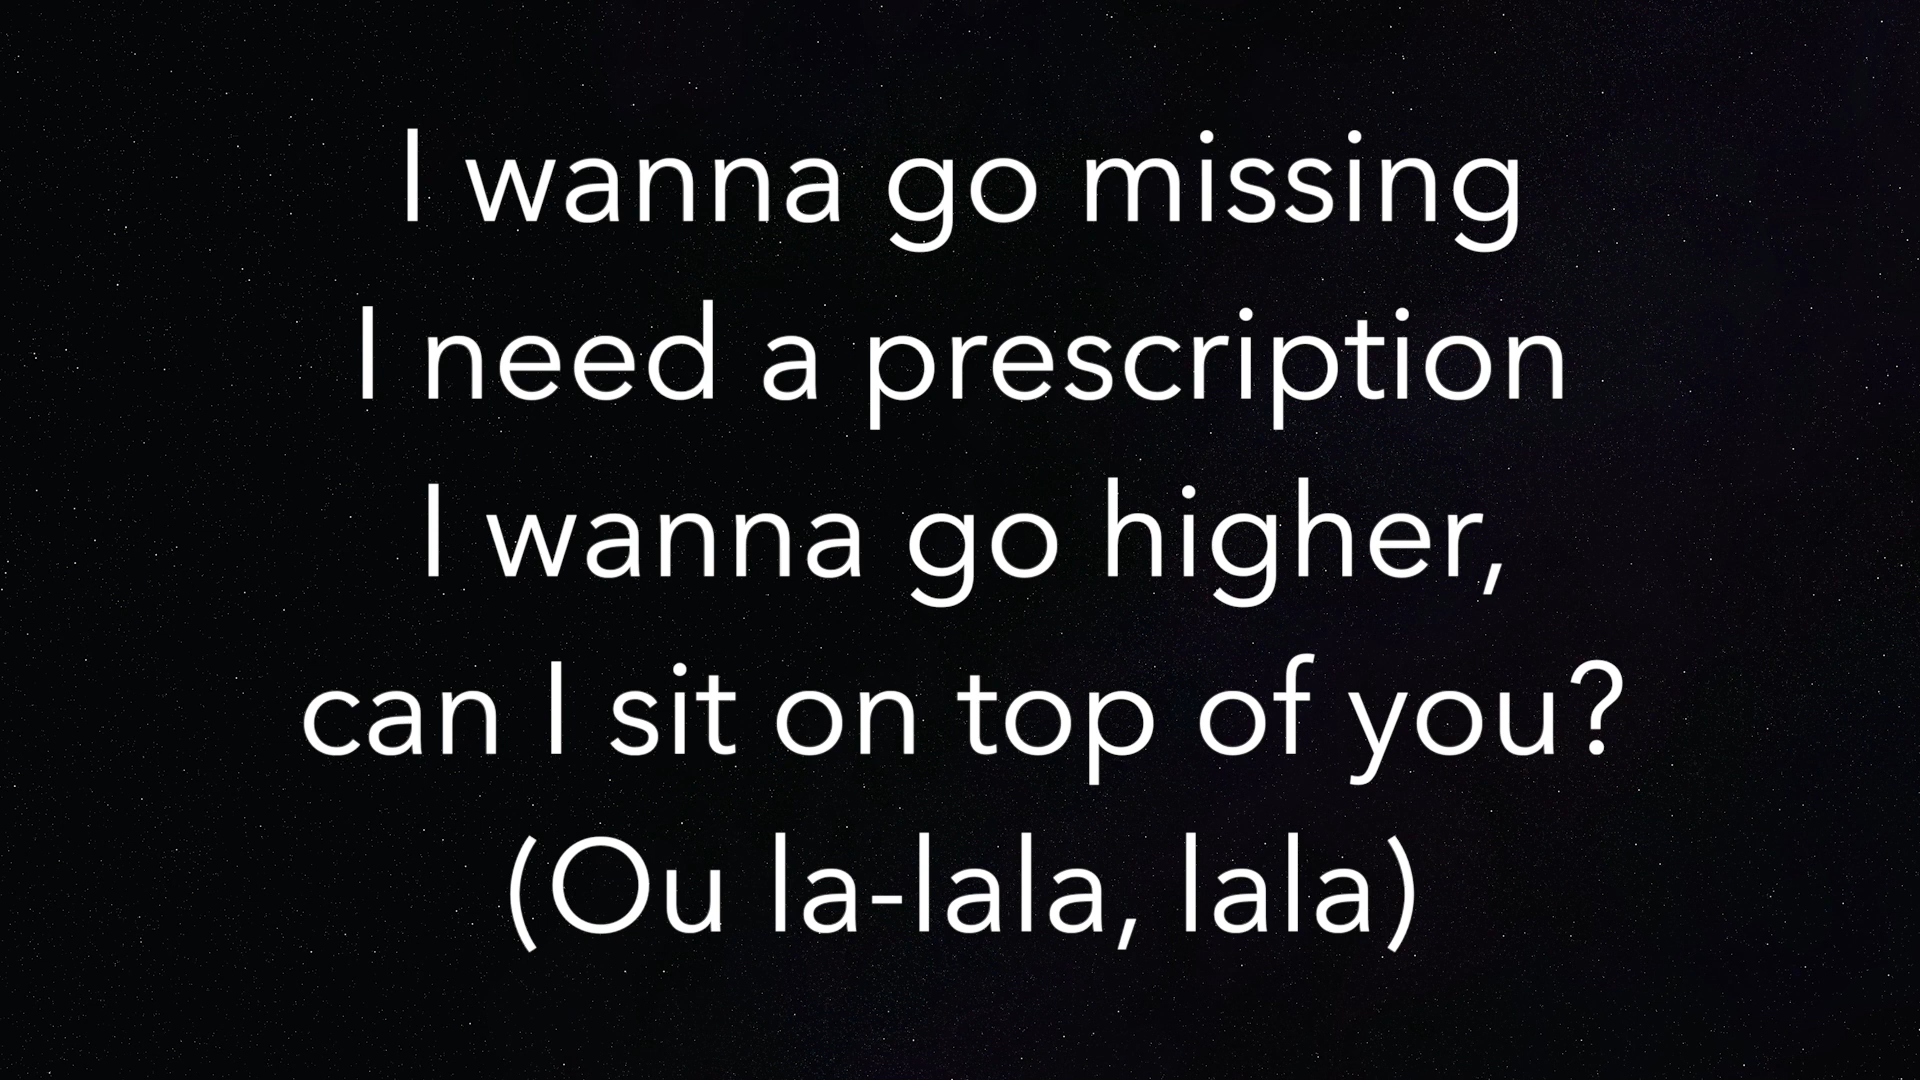 I wanna go missing
I need a prescription
I wanna go higher,
can I sit on top of you?
(Ou la-lala, lala)